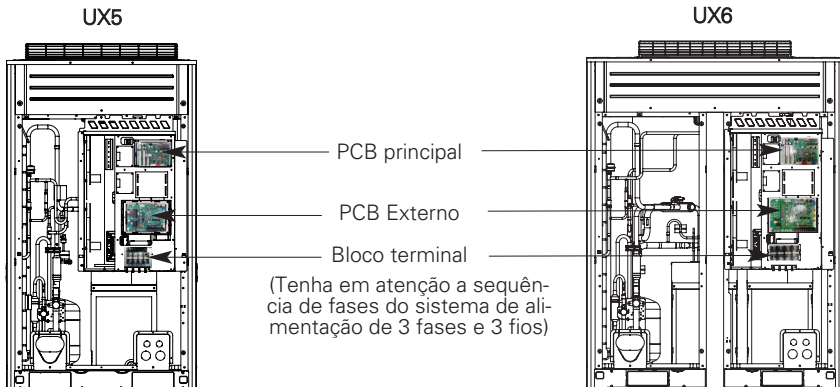 UX5
UX6
PCB principal
PCB Externo
Bloco terminal
(Tenha em atenção a sequên-
cia de fases do sistema de ali-
mentação de 3 fases e 3 fios)